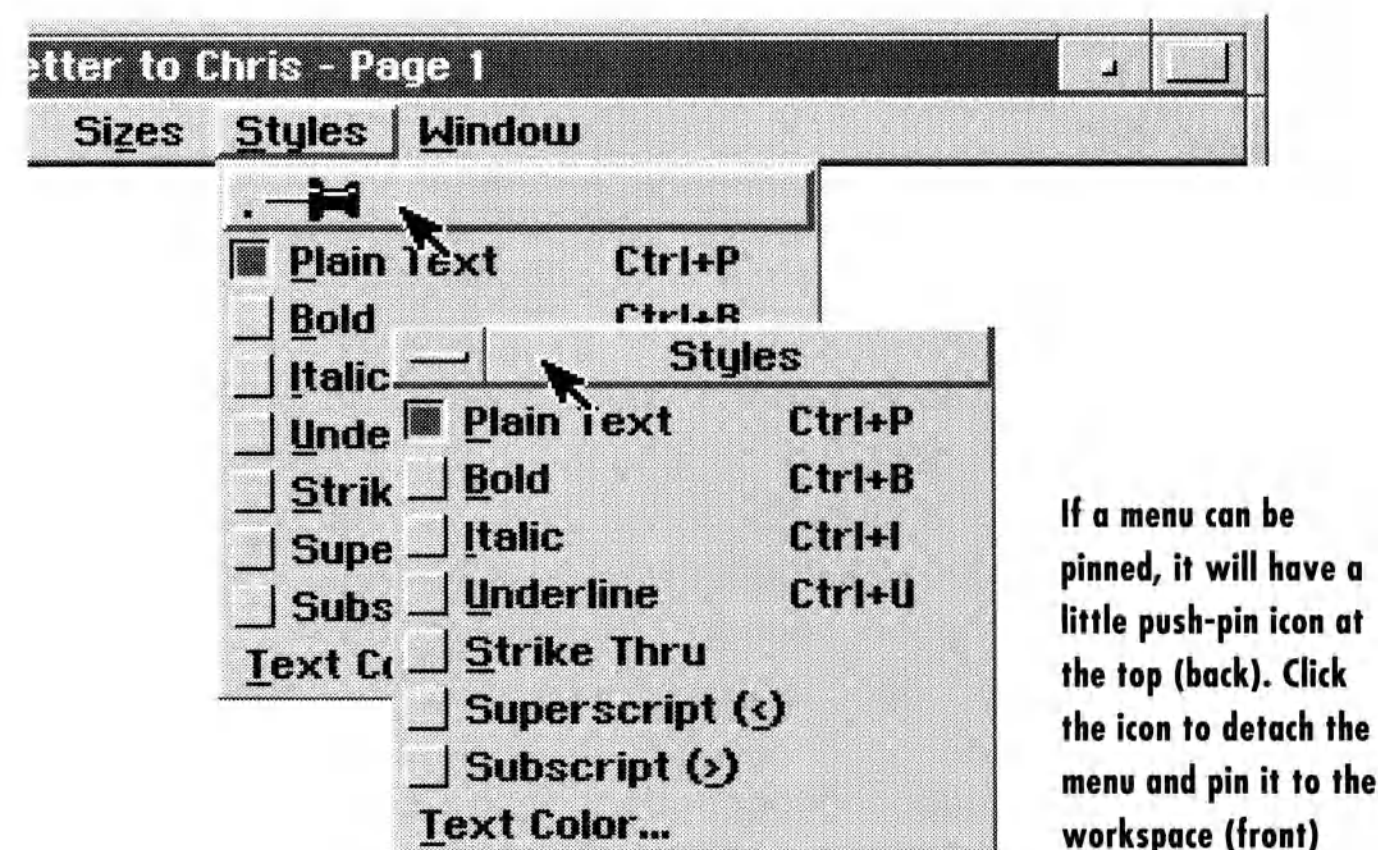 etter to Chris - Page 1
Sizes Styles Window
Plain Text Ctrl+P
Bold Ctrl+B
Italic
Unde
Strik
Supe
Subs
Text Co
Styles
Plain Text Ctrl+P
Bold Ctrl+B
Italic Ctrl+I
Underline Ctrl+U
Strike Thru
Superscript (<)
Subscript (>)
Text Color...
If a menu can be
pinned, it will have a
little push-pin icon at
the top (back). Click
the icon to detach the
menu and pin it to the
workspace (front)